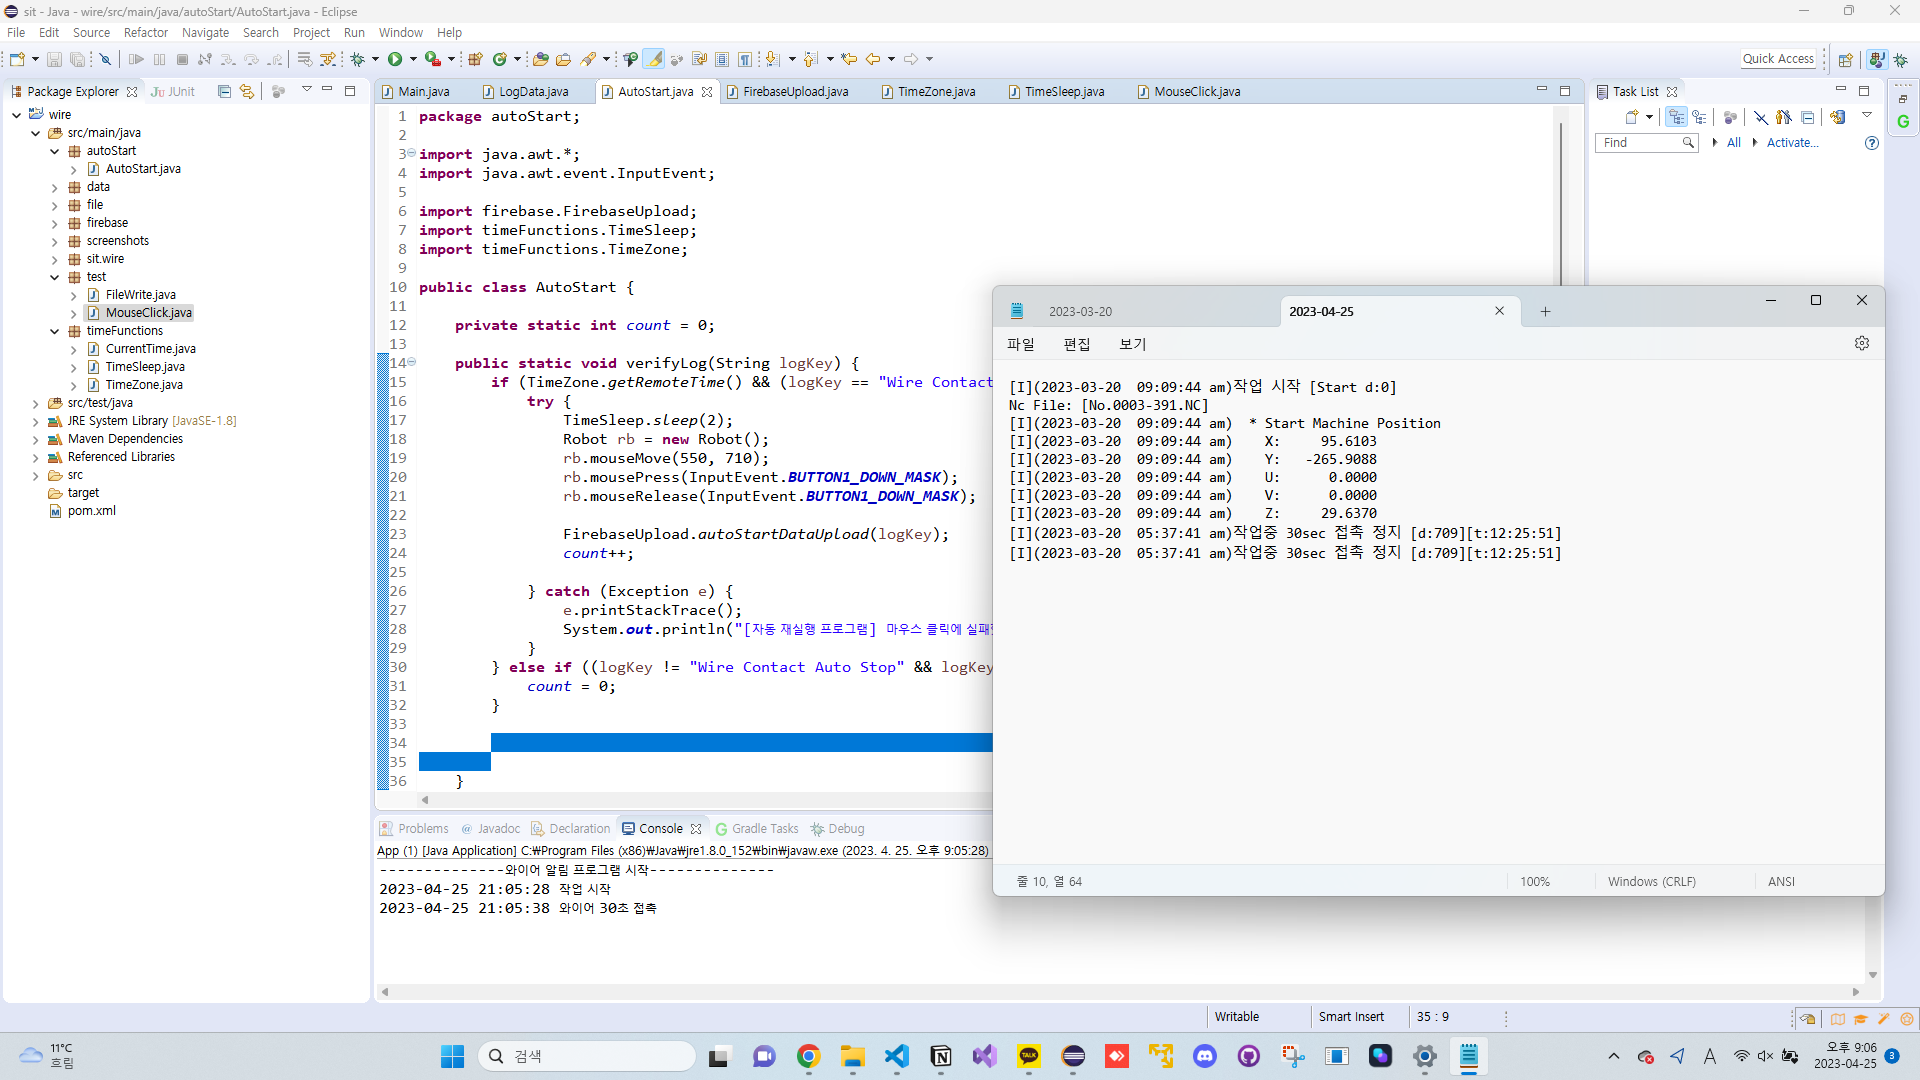 sit - Java - wire/src/main/java/autoStart/AutoStart.java - Eclipse
File Edit Source Refactor Navigate Search Project Run Window Help
Quick Access
Package Explorer JUnit
wire
src/main/java
autoStart
AutoStart.java
data
file
firebase
screenshots
sit.wire
test
FileWrite.java
MouseClick.java
timeFunctions
CurrentTime.java
TimeSleep.java
TimeZone.java
src/test/java
JRE System Library [JavaSE-1.8]
Maven Dependencies
Referenced Libraries
src
target
pom.xml
Main.java LogData.java AutoStart.java FirebaseUpload.java TimeZone.java TimeSleep.java MouseClick.java
1 package autoStart;
2
3 import java.awt.*;
4 import java.awt.event.InputEvent;
5
6 import firebase.FirebaseUpload;
7 import timeFunctions.TimeSleep;
8 import timeFunctions.TimeZone;
9
10 public class AutoStart {
11
12 private static int count = 0;
13
14 public static void verifyLog(String logKey) {
15 if (TimeZone.getRemoteTime() && (logKey == "Wire Contact
16 try {
17 TimeSleep.sleep(2);
18 Robot rb = new Robot();
19 rb.mouseMove(550, 710);
20 rb.mousePress(InputEvent.BUTTON1_DOWN_MASK);
21 rb.mouseRelease(InputEvent.BUTTON1_DOWN_MASK);
22
23 FirebaseUpload.autoStartDataUpload(logKey);
24 count++;
25
26 } catch (Exception e) {
27 e.printStackTrace();
28 System.out.println("[자동 재실행 프로그램] 마우스 클릭에
29 }
30 } else if ((logKey != "Wire Contact Auto Stop" && logKey
31 count = 0;
32 }
33
34
35
36 }
Task List
Find All Activate...
2023-03-20 2023-04-25
파일 편집 보기
[I](2023-03-20 09:09:44 am)작업 시작 [Start d:0]
Nc File: [No.0003-391.NC]
[I](2023-03-20 09:09:44 am) * Start Machine Position
[I](2023-03-20 09:09:44 am) X: 95.6103
[I](2023-03-20 09:09:44 am) Y: -265.9088
[I](2023-03-20 09:09:44 am) U: 0.0000
[I](2023-03-20 09:09:44 am) V: 0.0000
[I](2023-03-20 09:09:44 am) Z: 29.6370
[I](2023-03-20 05:37:41 am)작업중 30sec 접촉 정지 [d:709][t:12:25:51]
[I](2023-03-20 05:37:41 am)작업중 30sec 접촉 정지 [d:709][t:12:25:51]
줄 10, 열 64 100% Windows (CRLF) ANSI
Problems Javadoc Declaration Console Gradle Tasks Debug
App (1) [Java Application] C:₩Program Files (x86)₩Java₩jre1.8.0_152₩bin₩javaw.exe (2023. 4. 25. 오후 9:05:28)
--------------와이어 알림 프로그램 시작--------------
2023-04-25 21:05:28 작업 시작
2023-04-25 21:05:38 와이어 30초 접촉
Writable Smart Insert 35 : 9
11°C
흐림
검색
TALK
A
오후 9:06
2023-04-25
3